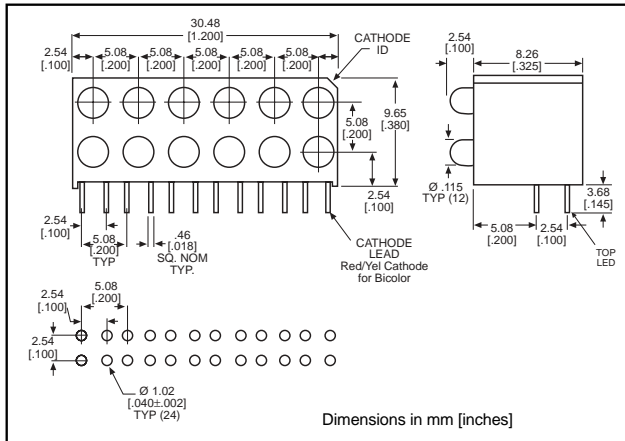 30.48
[1.200]
2.54
[.100]
5.08
[.200]
5.08
[.200]
5.08
[.200]
5.08
[.200]
5.08
[.200]
CATHODE
ID
5.08
[.200]
9.65
[.380]
2.54
[.100]
2.54
[.100]
5.08
[.200]
TYP
.46
[.018]
SQ. NOM
TYP.
CATHODE
LEAD
Red/Yel Cathode
for Bicolor
2.54
[.100]
8.26
[.325]
Ø .115
TYP (12)
3.68
[.145]
5.08
[.200]
2.54
[.100]
TOP
LED
2.54
[.100]
5.08
[.200]
2.54
[.100]
Ø 1.02
[.040±.002]
TYP (24)
Dimensions in mm [inches]